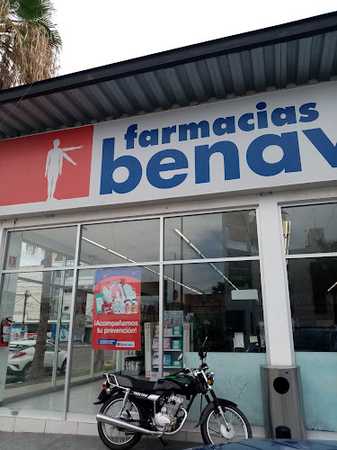 farmacias
benav
¡Acompañamos
tu prevención!